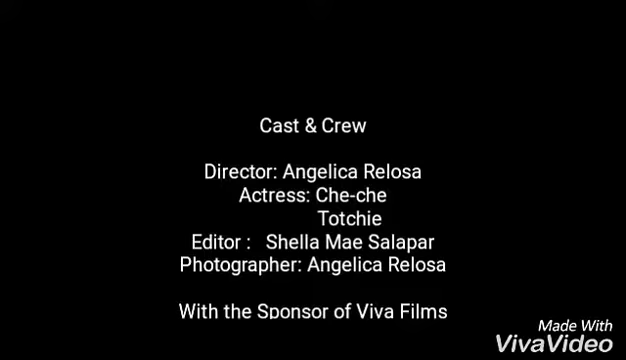 Cast & Crew
Director: Angelica Relosa
Actress: Che-che
Totchie
Editor : Shella Mae Salapar
Photographer: Angelica Relosa
With the Sponsor of Viva Films
Made With
VivaVideo